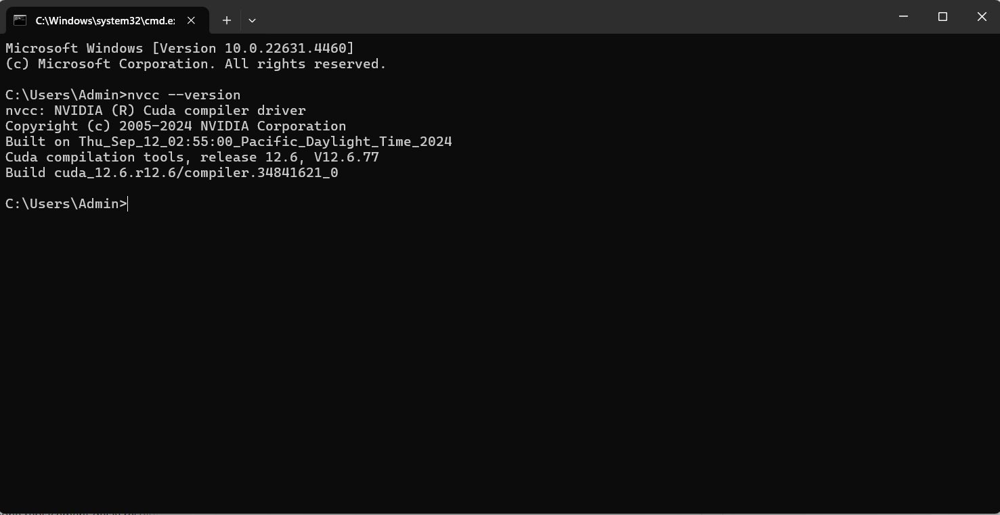 C:\Windows\system32\cmd.e
Microsoft Windows [Version 10.0.22631.4460]
(c) Microsoft Corporation. All rights reserved.
C:\Users\Admin>nvcc --version
nvcc: NVIDIA (R) Cuda compiler driver
Copyright (c) 2005-2024 NVIDIA Corporation
Built on Thu_Sep_12_02:55:00_Pacific_Daylight_Time_2024
Cuda compilation tools, release 12.6, V12.6.77
Build cuda_12.6.r12.6/compiler.34841621_0
C:\Users\Admin>